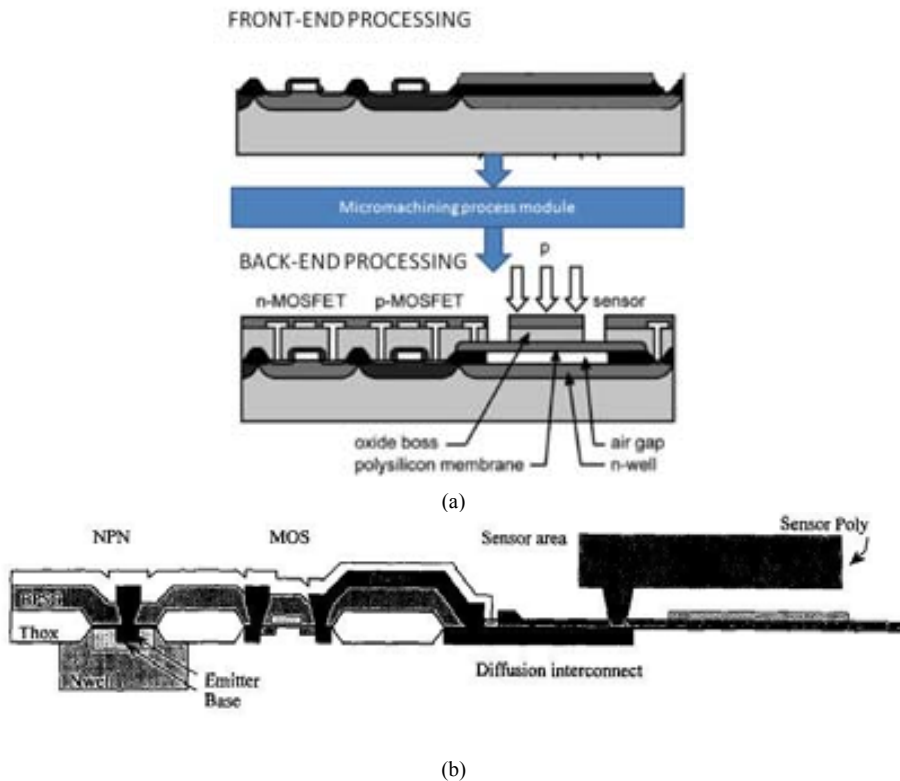 FRONT-END PROCESSING
Micromachining process module
BACK-END PROCESSING
p
n-MOSFET p-MOSFET sensor
oxide boss air gap
polysilicon membrane n-well
(a)
NPN MOS Sensor area Sensor Poly
BPSG
Thox
Nwell
Emitter
Base
Diffusion interconnect
(b)